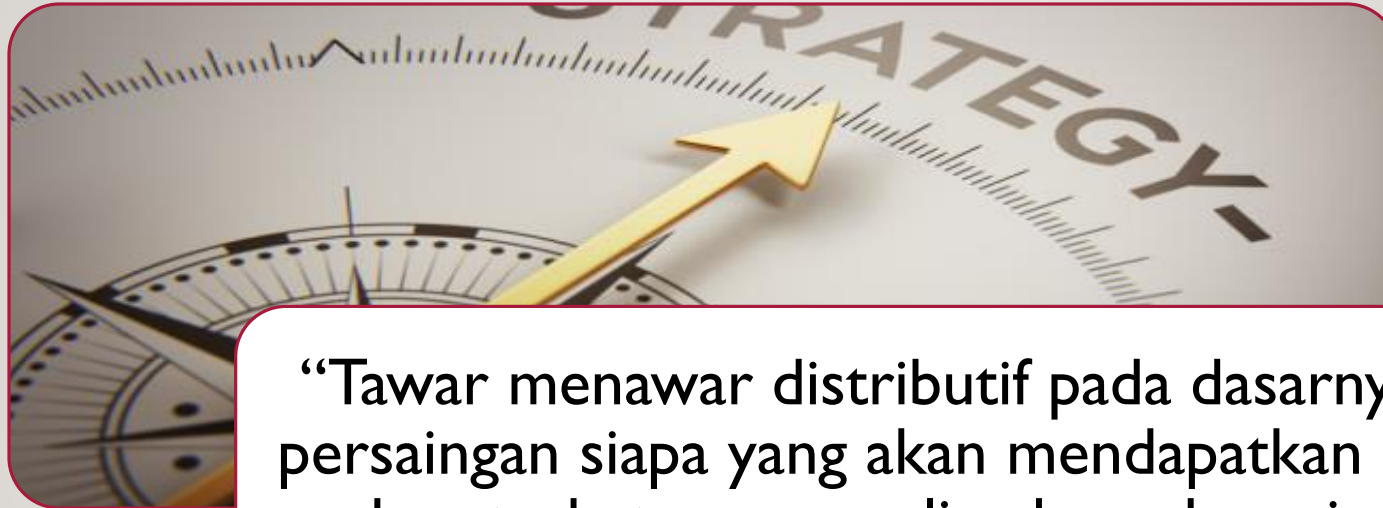 STRATEGY-
“Tawar menawar distributif pada dasarny
persaingan siapa yang akan mendapatkan